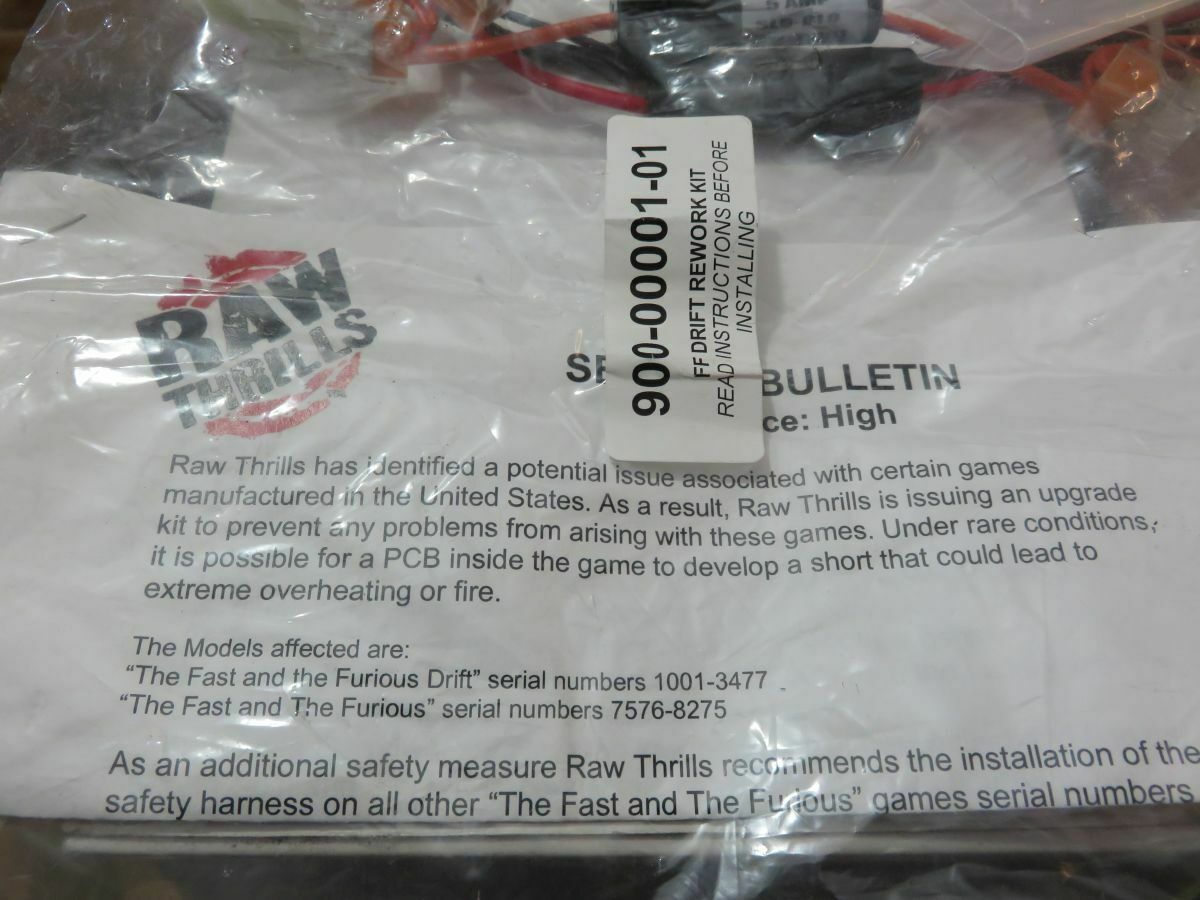 5 AMP
900-00001-01
FF DRIFT REWORK KIT
READ INSTRUCTIONS BEFORE
INSTALLING
RAW
THRILLS
BULLETIN
ce: High
Raw Thrills has identified a potential issue associated with certain games
manufactured in the United States. As a result, Raw Thrills is issuing an upgrade
kit to prevent any problems from arising with these games. Under rare conditions,
it is possible for a PCB inside the game to develop a short that could lead to
extreme overheating or fire.
The Models affected are:
“The Fast and the Furious Drift” serial numbers 1001-3477
“The Fast and The Furious” serial numbers 7576-8275
As an additional safety measure Raw Thrills recommends the installation of the
safety harness on all other “The Fast and The Furious” games serial numbers